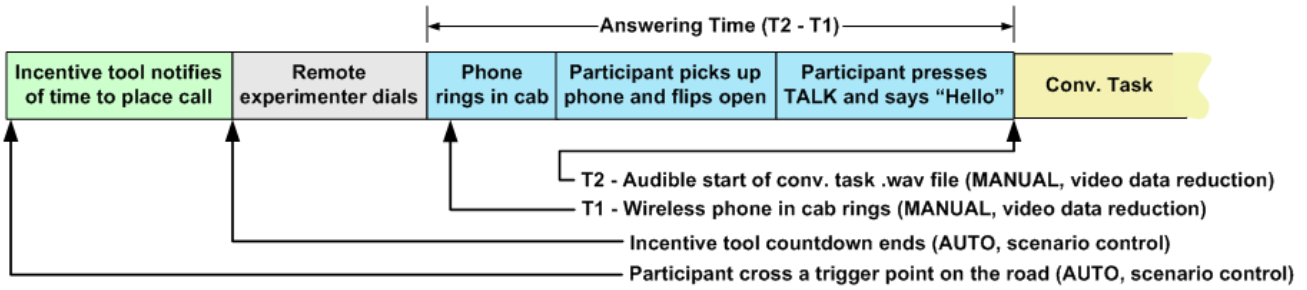 Answering Time (T2 - T1)
Incentive tool notifies
of time to place call
Remote
experimenter dials
Phone
rings in cab
Participant picks up
phone and flips open
Participant presses
TALK and says “Hello”
Conv. Task
T2 - Audible start of conv. task .wav file (MANUAL, video data reduction)
T1 - Wireless phone in cab rings (MANUAL, video data reduction)
Incentive tool countdown ends (AUTO, scenario control)
Participant cross a trigger point on the road (AUTO, scenario control)